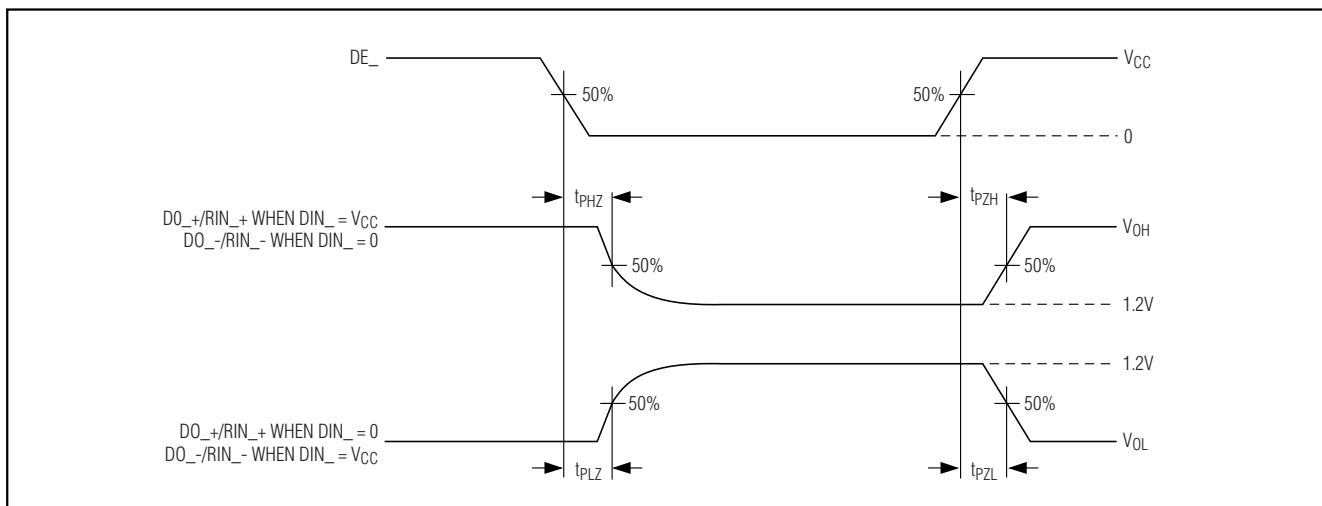 DE_
V_CC
50%
50%
0
t_PHZ
t_PZH
DO_+/RIN_+ WHEN DIN_ = V_CC
DO_-/RIN_- WHEN DIN_ = 0
V_OH
50%
50%
1.2V
1.2V
50%
50%
DO_+/RIN_+ WHEN DIN_ = 0
DO_-/RIN_- WHEN DIN_ = V_CC
V_OL
t_PLZ
t_PZL